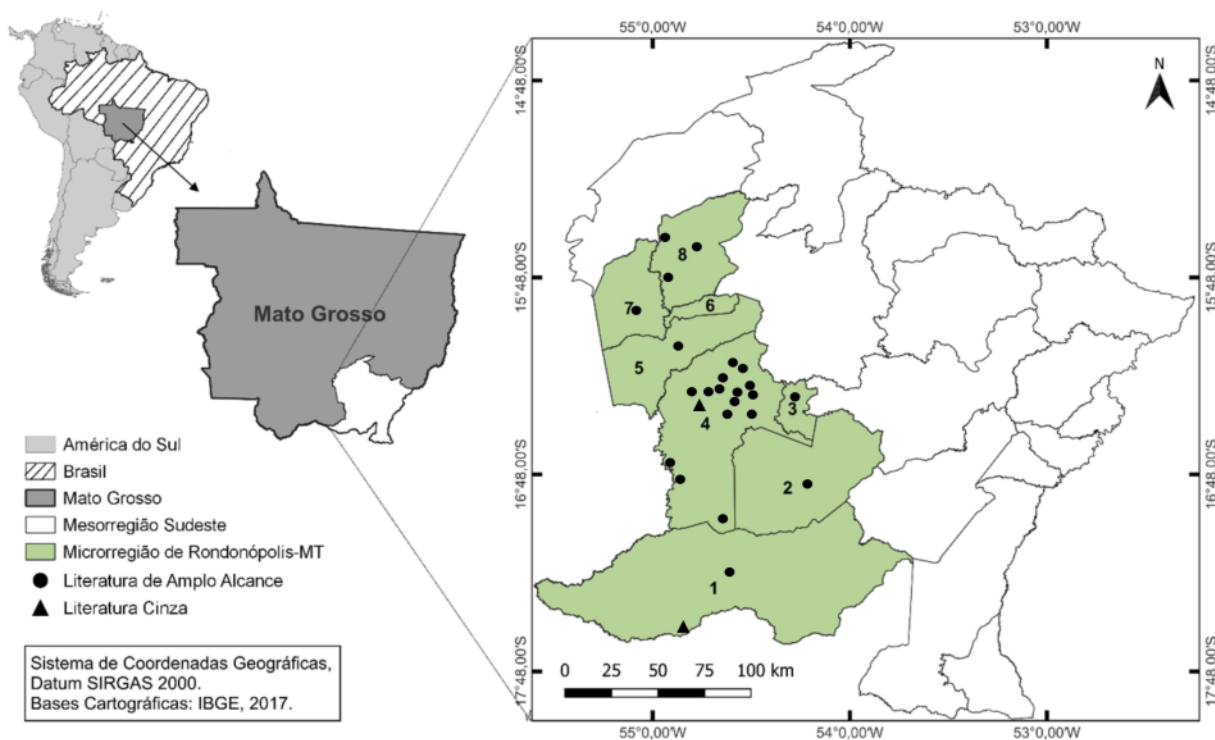 55°0,00'W
54°0,00'W
53°0,00'W
N
14°48,00'S
15°48,00'S
16°48,00'S
17°48,00'S
14°48,00'S
15°48,00'S
16°48,00'S
17°48,00'S
8
7
6
5
4
3
2
1
0 25 50 75 100 km
55°0,00'W
54°0,00'W
53°0,00'W
Mato Grosso
América do Sul
Brasil
Mato Grosso
Mesorregião Sudeste
Microrregião de Rondonópolis-MT
Literatura de Amplo Alcance
Literatura Cinza
Sistema de Coordenadas Geográficas,
Datum SIRGAS 2000.
Bases Cartográficas: IBGE, 2017.